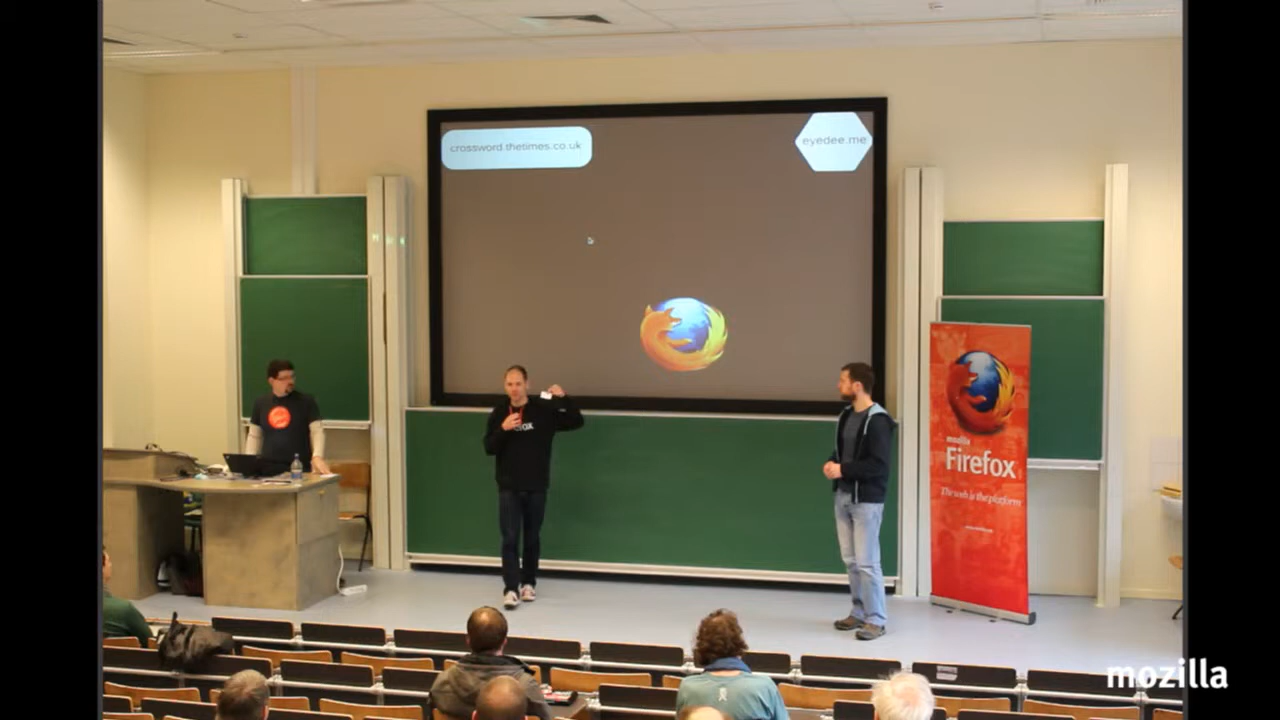 crossword.thetimes.co.uk
eyedee.me
mozilla
Firefox
The web is the platform
mozilla